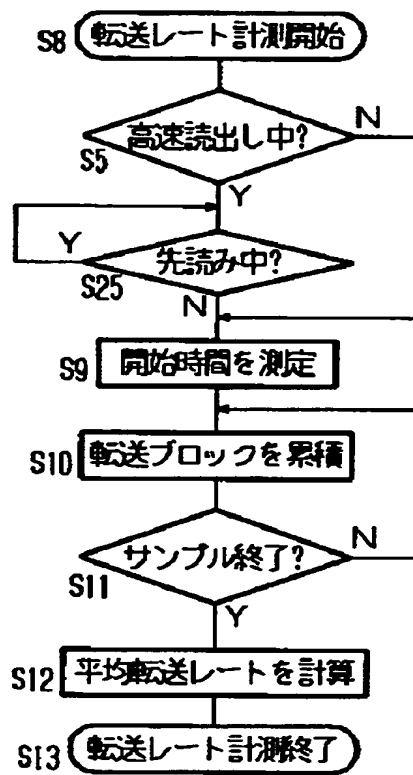 S8 転送レート計測開始
高速読出し中?
N
S5
Y
Y
先読み中?
S25
N
S9 開始時間を測定
S10 転送ブロックを累積
サンプル終了?
N
S11
Y
S12 平均転送レートを計算
S13 転送レート計測終了